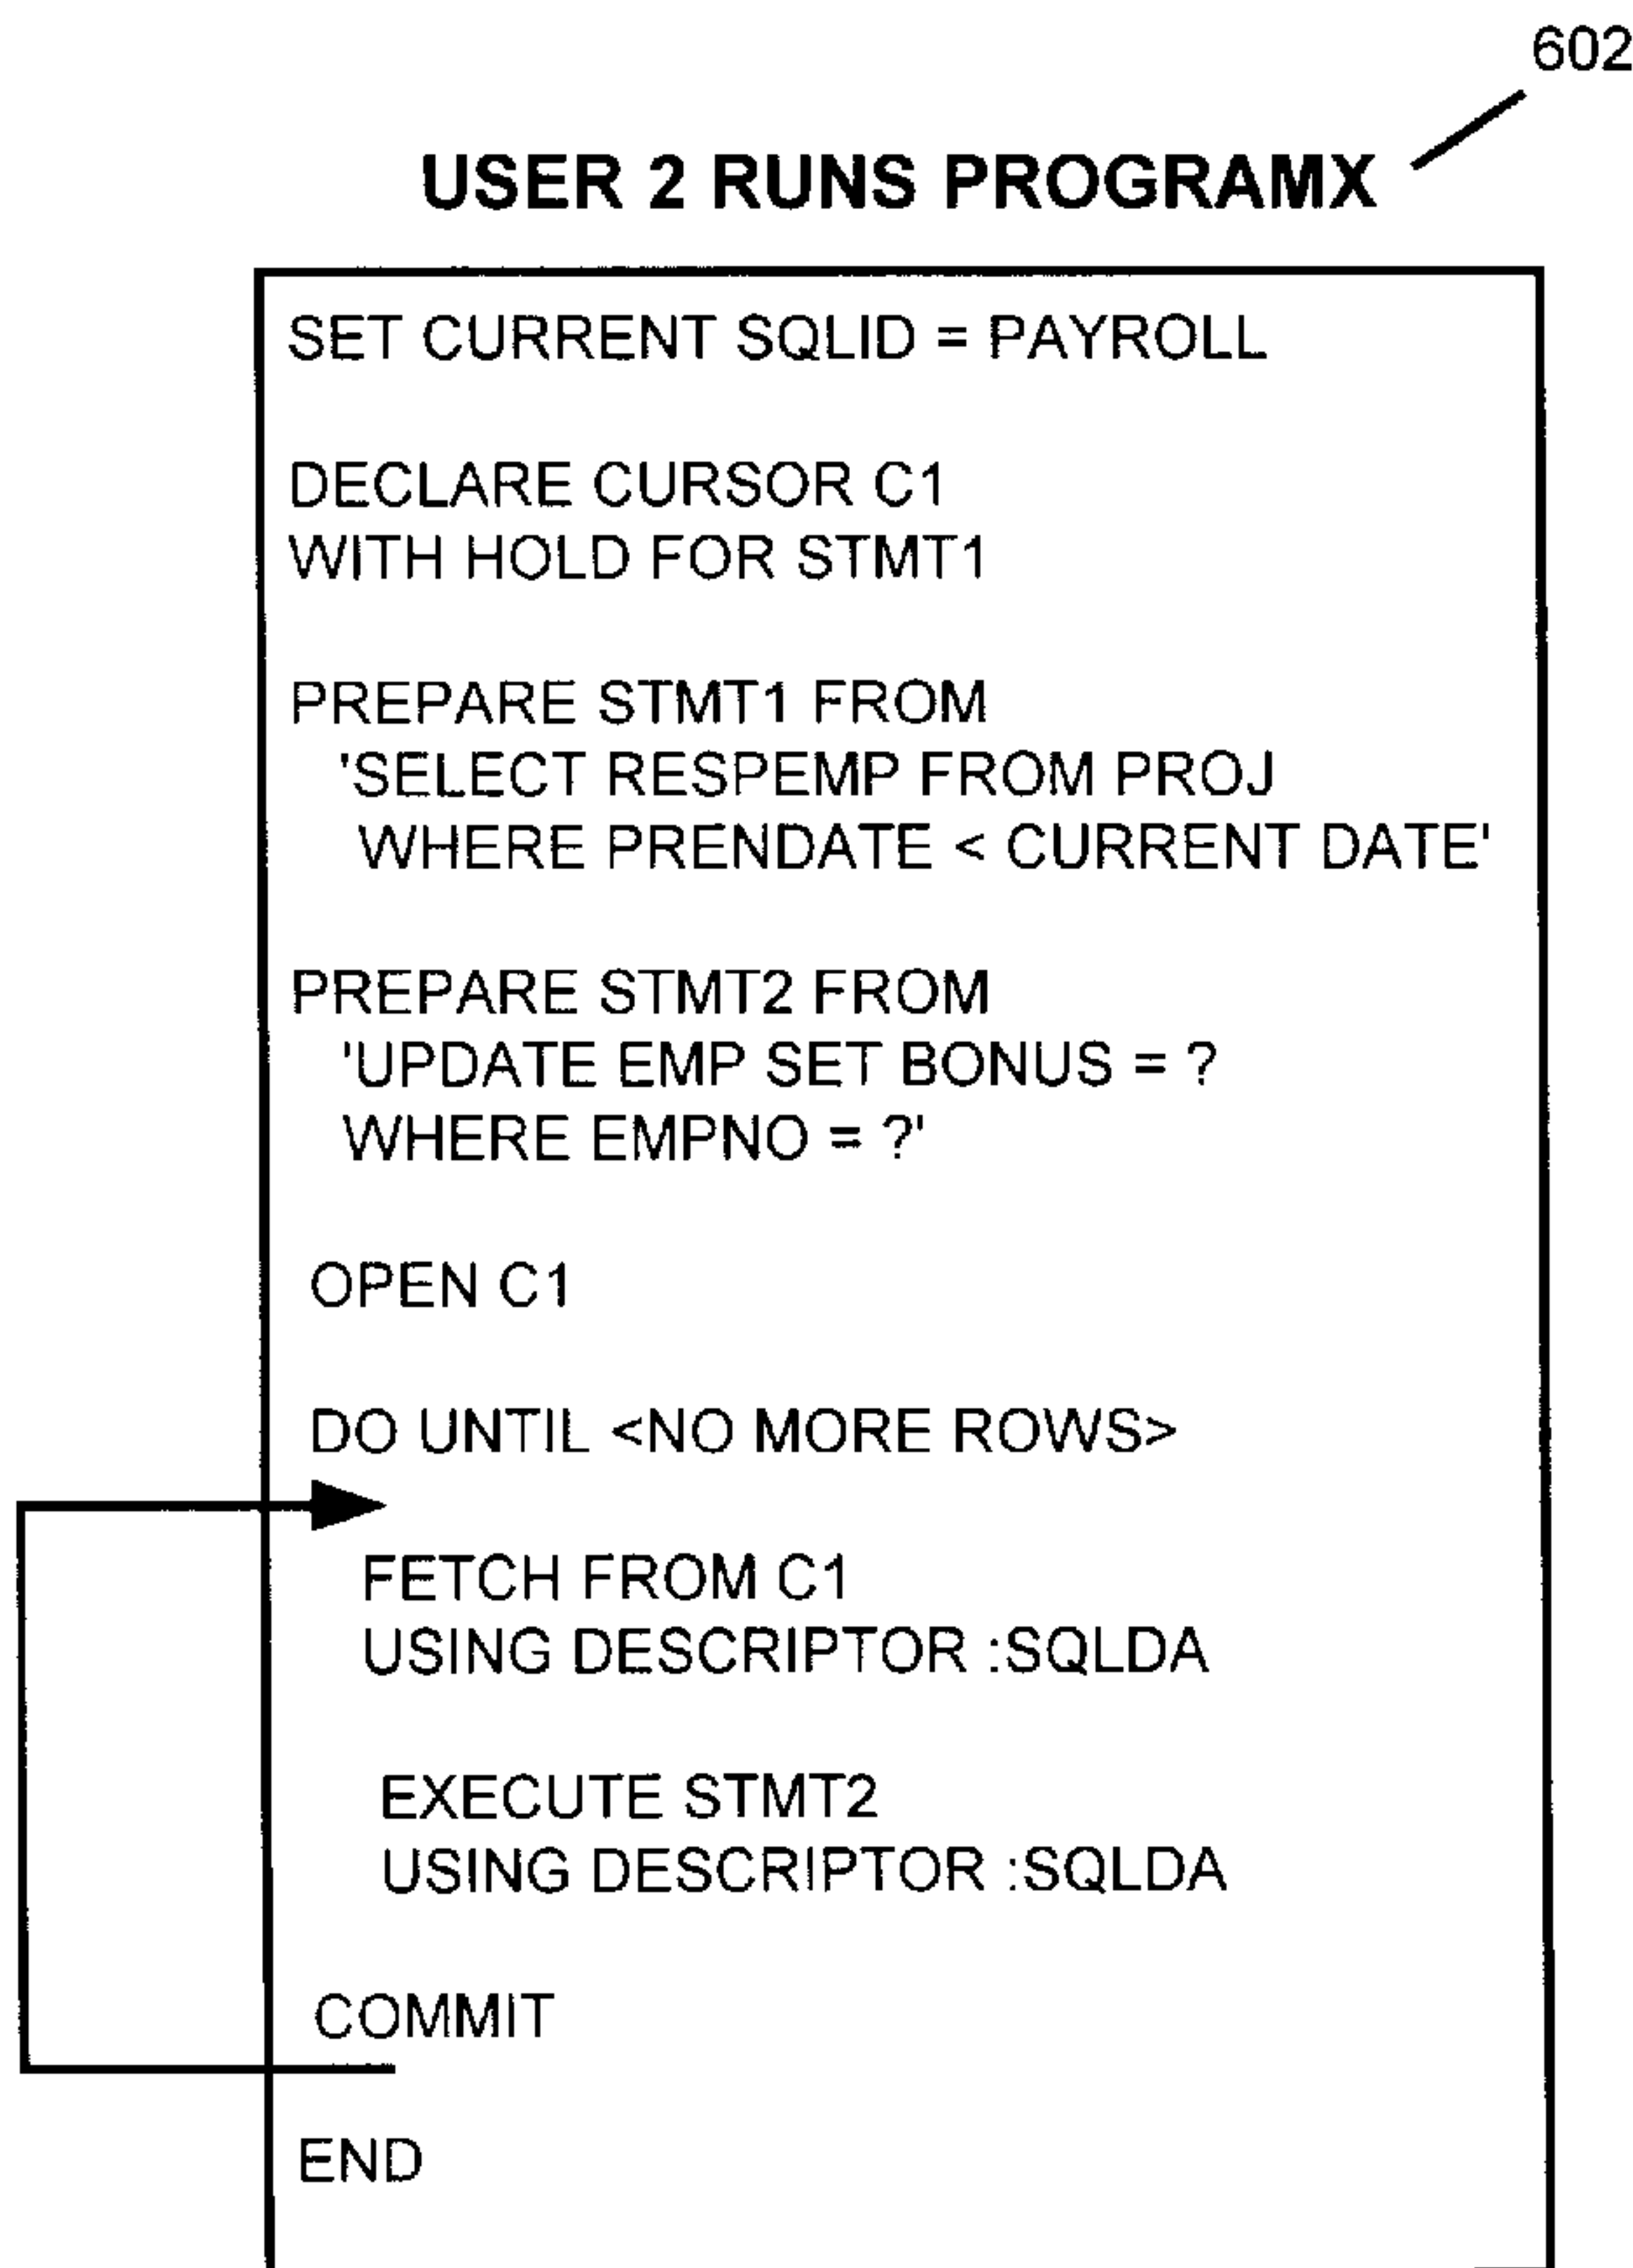 602
USER 2 RUNS PROGRAMX
SET CURRENT SQLID = PAYROLL
DECLARE CURSOR C1
WITH HOLD FOR STMT1
PREPARE STMT1 FROM
'SELECT RESPEMP FROM PROJ
WHERE PRENDATE < CURRENT DATE'
PREPARE STMT2 FROM
'UPDATE EMP SET BONUS = ?
WHERE EMPNO = ?'
OPEN C1
DO UNTIL <NO MORE ROWS>
FETCH FROM C1
USING DESCRIPTOR :SQLDA
EXECUTE STMT2
USING DESCRIPTOR :SQLDA
COMMIT
END